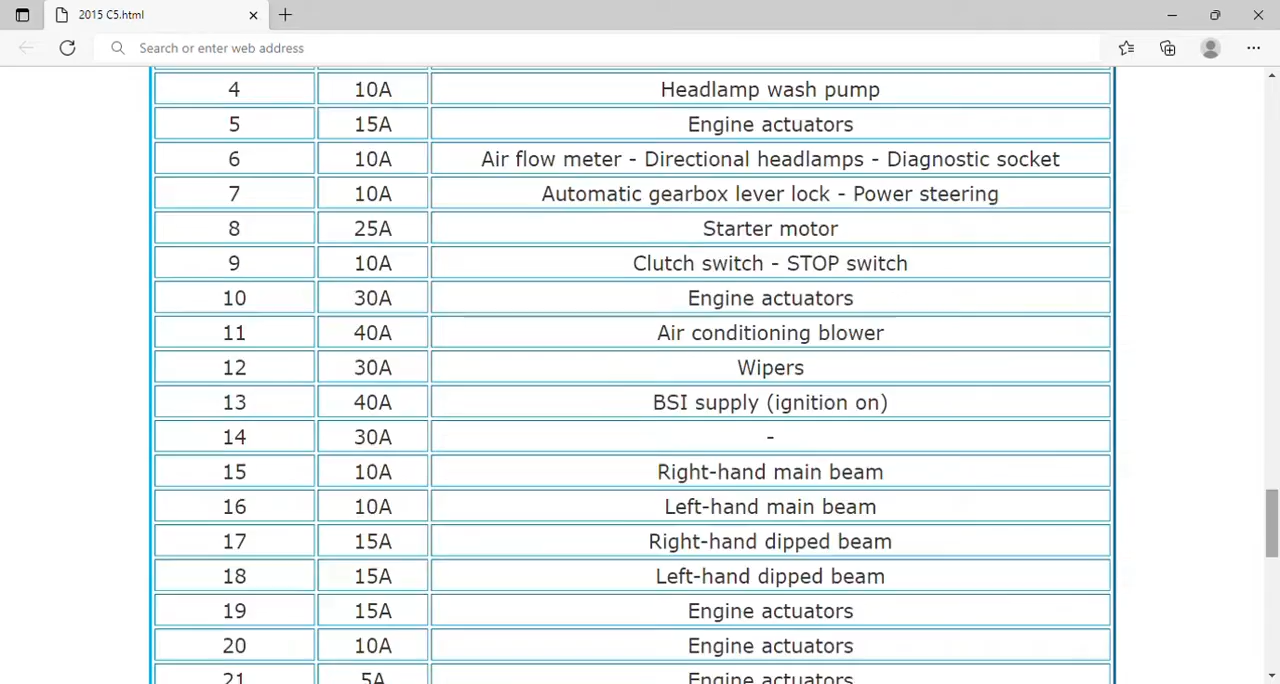 2015 C5.html
Search or enter web address
4 10A Headlamp wash pump
5 15A Engine actuators
6 10A Air flow meter - Directional headlamps - Diagnostic socket
7 10A Automatic gearbox lever lock - Power steering
8 25A Starter motor
9 10A Clutch switch - STOP switch
10 30A Engine actuators
11 40A Air conditioning blower
12 30A Wipers
13 40A BSI supply (ignition on)
14 30A -
15 10A Right-hand main beam
16 10A Left-hand main beam
17 15A Right-hand dipped beam
18 15A Left-hand dipped beam
19 15A Engine actuators
20 10A Engine actuators
21 5A Engine actuators